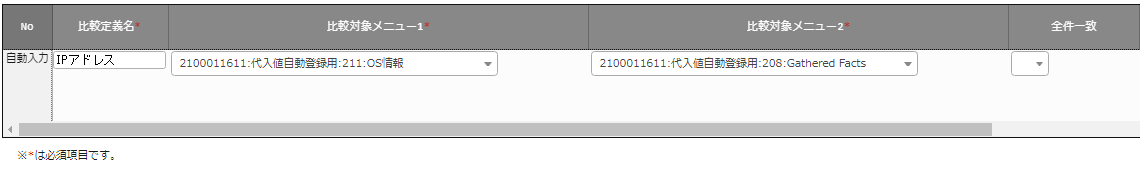 No 比較定義名* 比較対象メニュー1* 比較対象メニュー2* 全件一致
自動入力 IPアドレス 2100011611:代入値自動登録用:211:OS情報 2100011611:代入値自動登録用:208:Gathered Facts
※*は必須項目です。